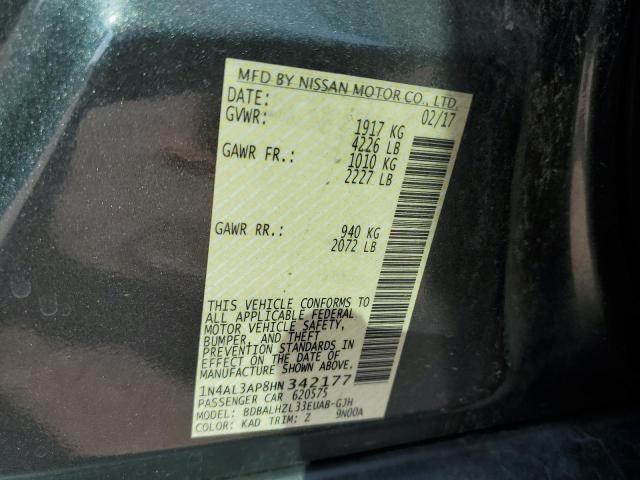 MFD BY NISSAN MOTOR CO., LTD.
DATE: 02/17
GVWR: 1917 KG
4226 LB
GAWR FR.: 1010 KG
2227 LB
GAWR RR.: 940 KG
2072 LB
THIS VEHICLE CONFORMS TO
ALL APPLICABLE FEDERAL
MOTOR VEHICLE SAFETY,
BUMPER, AND THEFT
PREVENTION STANDARDS IN
EFFECT ON THE DATE OF
MANUFACTURE SHOWN ABOVE.
1N4AL3AP8HN342177
PASSENGER CAR 620575
MODEL: BDBALHZL33EUAB-GJH
COLOR: KAD TRIM: Z 9N00A